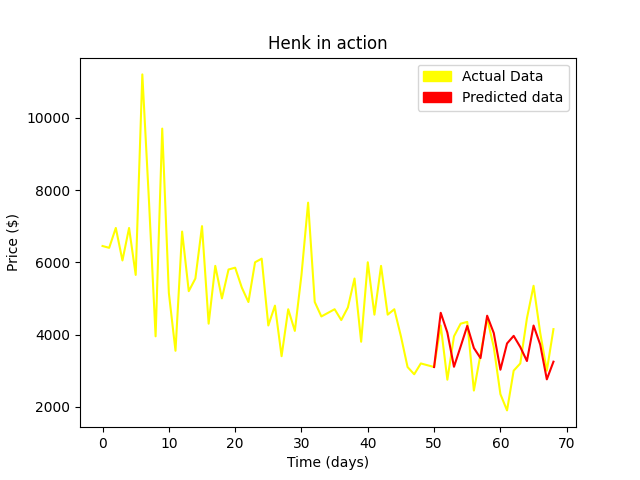 Henk in action
Actual Data
Predicted data
Price ($)
10000
8000
6000
4000
2000
0 10 20 30 40 50 60 70
Time (days)